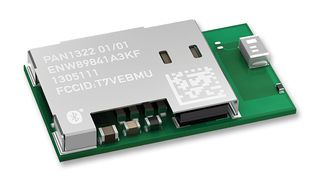 PAN1322 01/01
ENW89841A3KF
1305111
FCCID:T7VEBMU